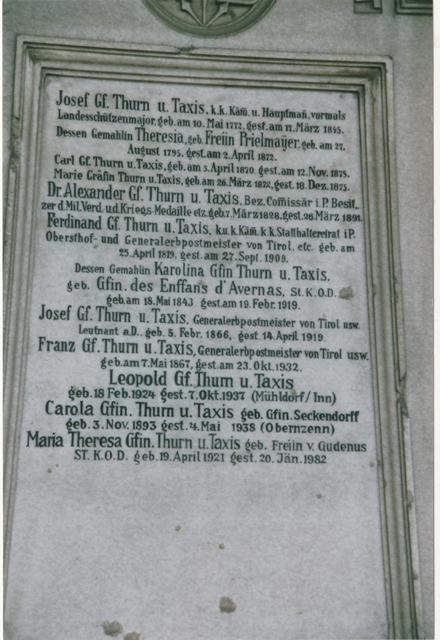 Josef Gf. Thurn u. Taxis, k.k. Käm. u. Hauptmañ, vormals
Landesschützenmajor, geb. am 10. Mai 1772, gest. am 17. März 1855.
Dessen Gemahlin Theresia, geb. Freiin Prielmaÿer, geb. am 27.
August 1795. gest. am 2. April 1872.
Carl Gf. Thurn u. Taxis, geb. am 5. April 1820. gest. am 12. Nov. 1875.
Marie Gräfin Thurn u. Taxis, geb. am 26. März 1822, gest. 18. Dez. 1875.
Dr. Alexander Gf. Thurn u. Taxis, Bez. Comissär i. P. Besitz.
zer d. Mil. Verd. ud. Kriegs-Medaille etz. geb. 7. März 1828. gest. 26. März 1891.
Ferdinand Gf. Thurn u. Taxis, k.u.k. Käm. k.k. Statthaltereirat i.P.
Obersthof- und Generalerbpostmeister von Tirol, etc. geb. am
25. April 1819, gest. am 27. Sept. 1909.
Dessen Gemahlin Karolina Gfin Thurn u. Taxis,
geb. Gfin. des Enffans d'Avernas, St. K.O.D.
geb. am 18. Mai 1843 gest. am 19. Febr. 1919.
Josef Gf. Thurn u. Taxis, Generalerbpostmeister von Tirol usw.
Leutnant a.D., geb. 5. Febr. 1866, gest. 14. April 1919.
Franz Gf. Thurn u. Taxis, Generalerbpostmeister von Tirol usw.
geb. am 7. Mai 1867, gest. am 23. Okt. 1932.
Leopold Gf. Thurn u. Taxis
geb. 18 Feb. 1924 gest. 7. Okt. 1937 (Mühldorf/Inn)
Carola Gfin. Thurn u. Taxis geb. Gfin. Seckendorff
geb. 3. Nov. 1893 gest. 4. Mai 1938 (Obernzenn)
Maria Theresa Gfin. Thurn u. Taxis geb. Freiin v. Gudenus
ST. K.O.D. geb. 19. April 1921 gest. 20. Jän. 1982